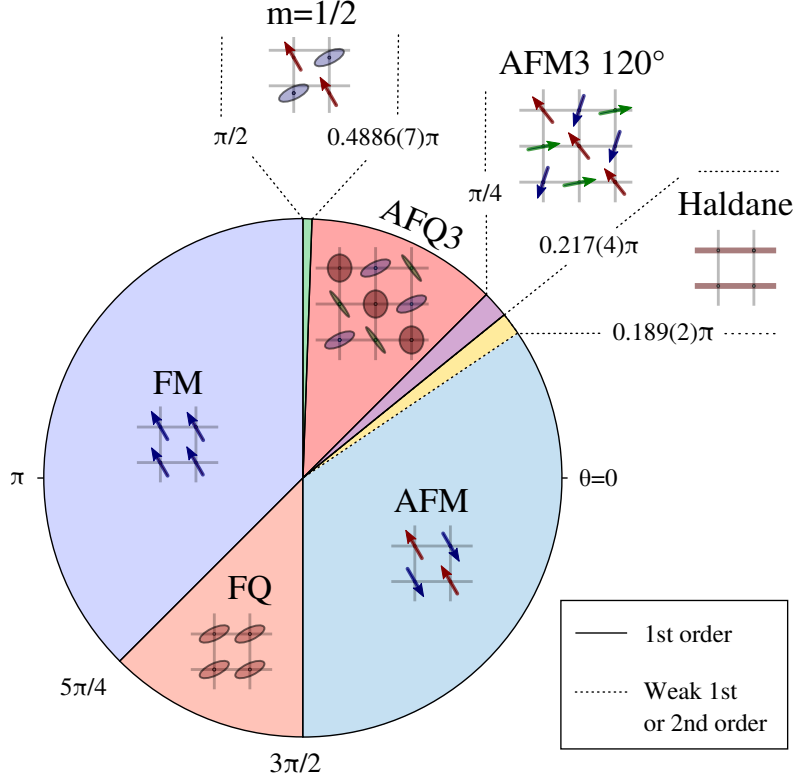 m=1/2
AFM3 120°
π/2
0.4886(7)π
π/4
Haldane
AFQ3
0.217(4)π
0.189(2)π
FM
π
θ=0
AFM
FQ
1st order
5π/4
Weak 1st
or 2nd order
3π/2